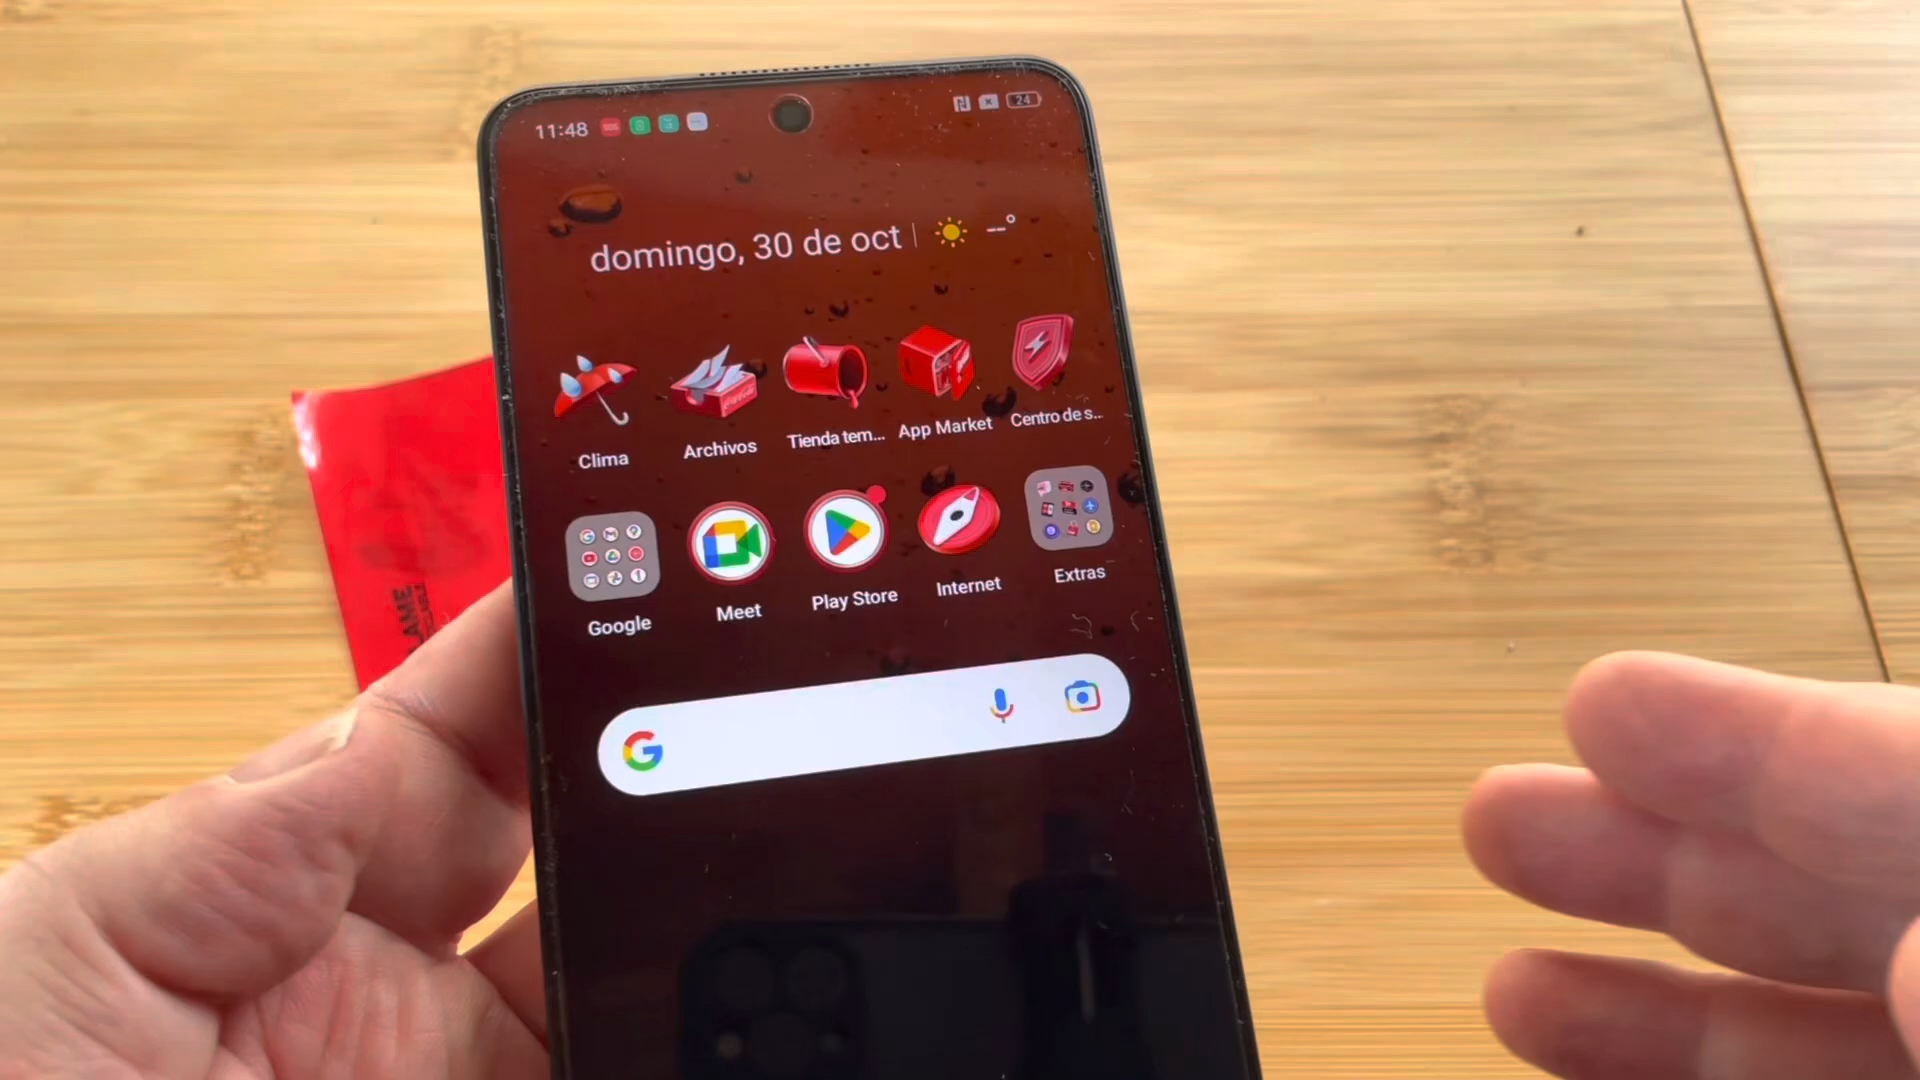 11:48
24
domingo, 30 de oct
--°
Clima
Archivos
Tienda tem...
App Market
Centro de s...
Google
Meet
Play Store
Internet
Extras
G